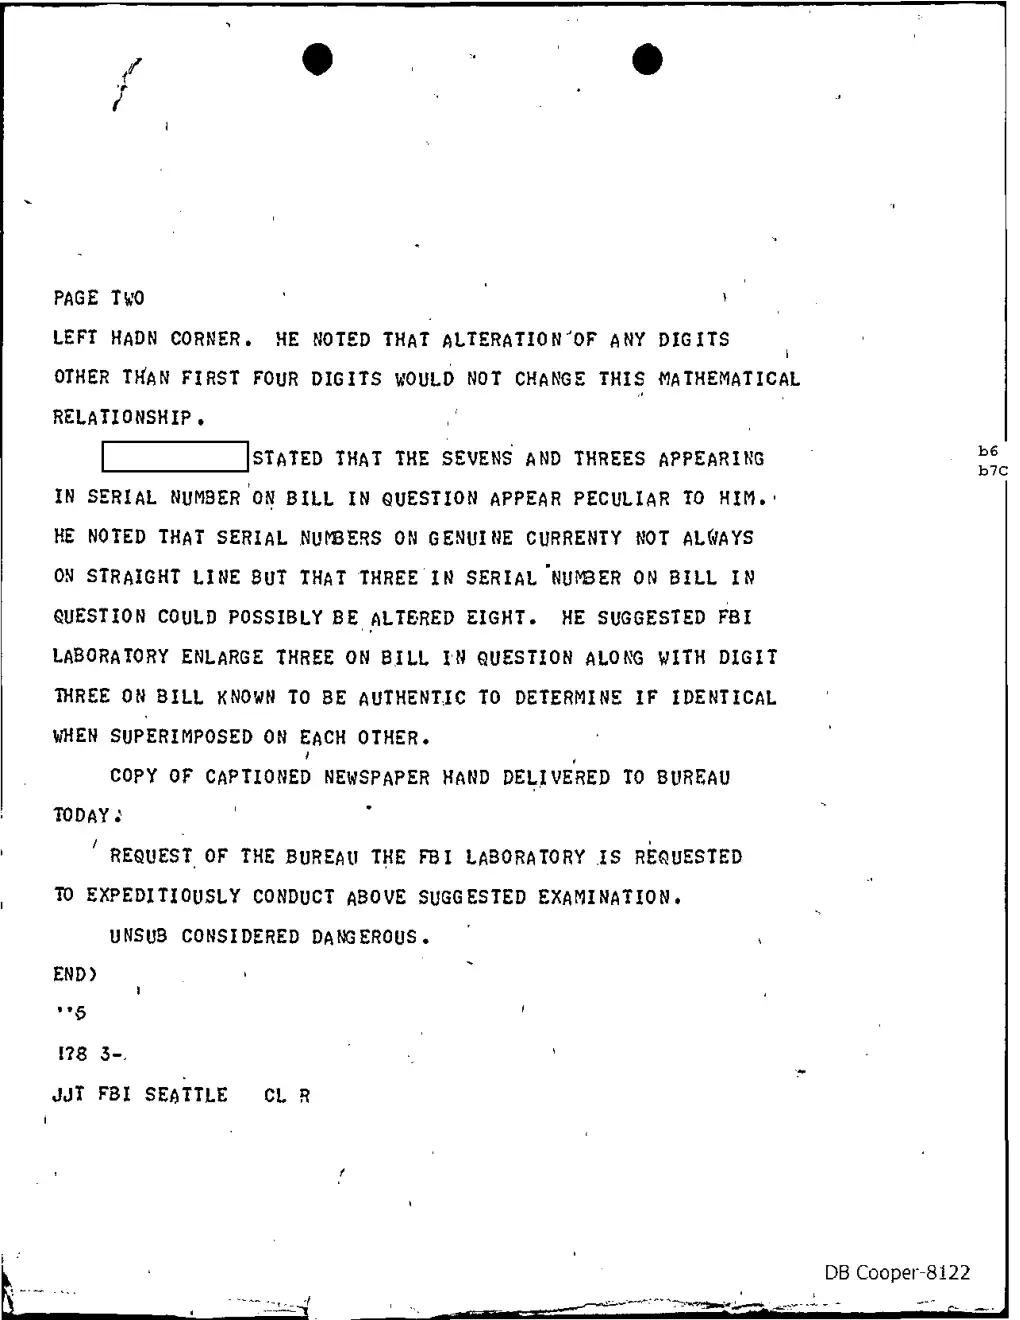 PAGE TWO
LEFT HADN CORNER. HE NOTED THAT ALTERATION OF ANY DIGITS
OTHER THAN FIRST FOUR DIGITS WOULD NOT CHANGE THIS MATHEMATICAL
RELATIONSHIP.
STATED THAT THE SEVENS AND THREES APPEARING
b6
b7C
IN SERIAL NUMBER ON BILL IN QUESTION APPEAR PECULIAR TO HIM.
HE NOTED THAT SERIAL NUMBERS ON GENUINE CURRENTY NOT ALWAYS
ON STRAIGHT LINE BUT THAT THREE IN SERIAL NUMBER ON BILL IN
QUESTION COULD POSSIBLY BE ALTERED EIGHT. HE SUGGESTED FBI
LABORATORY ENLARGE THREE ON BILL IN QUESTION ALONG WITH DIGIT
THREE ON BILL KNOWN TO BE AUTHENTIC TO DETERMINE IF IDENTICAL
WHEN SUPERIMPOSED ON EACH OTHER.
COPY OF CAPTIONED NEWSPAPER HAND DELIVERED TO BUREAU
TODAY.
REQUEST OF THE BUREAU THE FBI LABORATORY IS REQUESTED
TO EXPEDITIOUSLY CONDUCT ABOVE SUGGESTED EXAMINATION.
UNSUB CONSIDERED DANGEROUS.
END)
3-
JJT FBI SEATTLE CL R
DB Cooper-8122